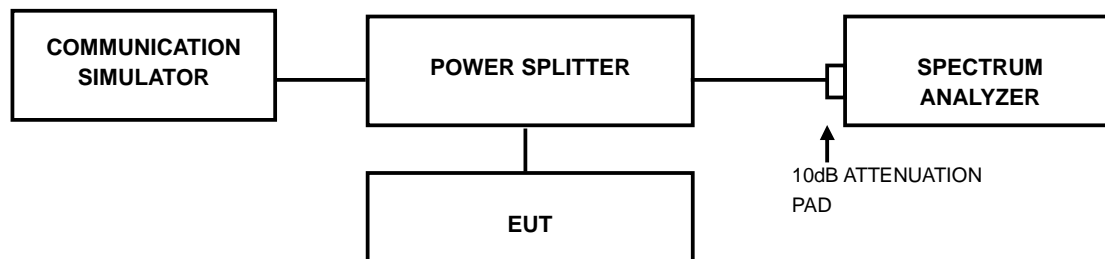 COMMUNICATION
SIMULATOR
POWER SPLITTER
SPECTRUM
ANALYZER
10dB ATTENUATION
PAD
EUT